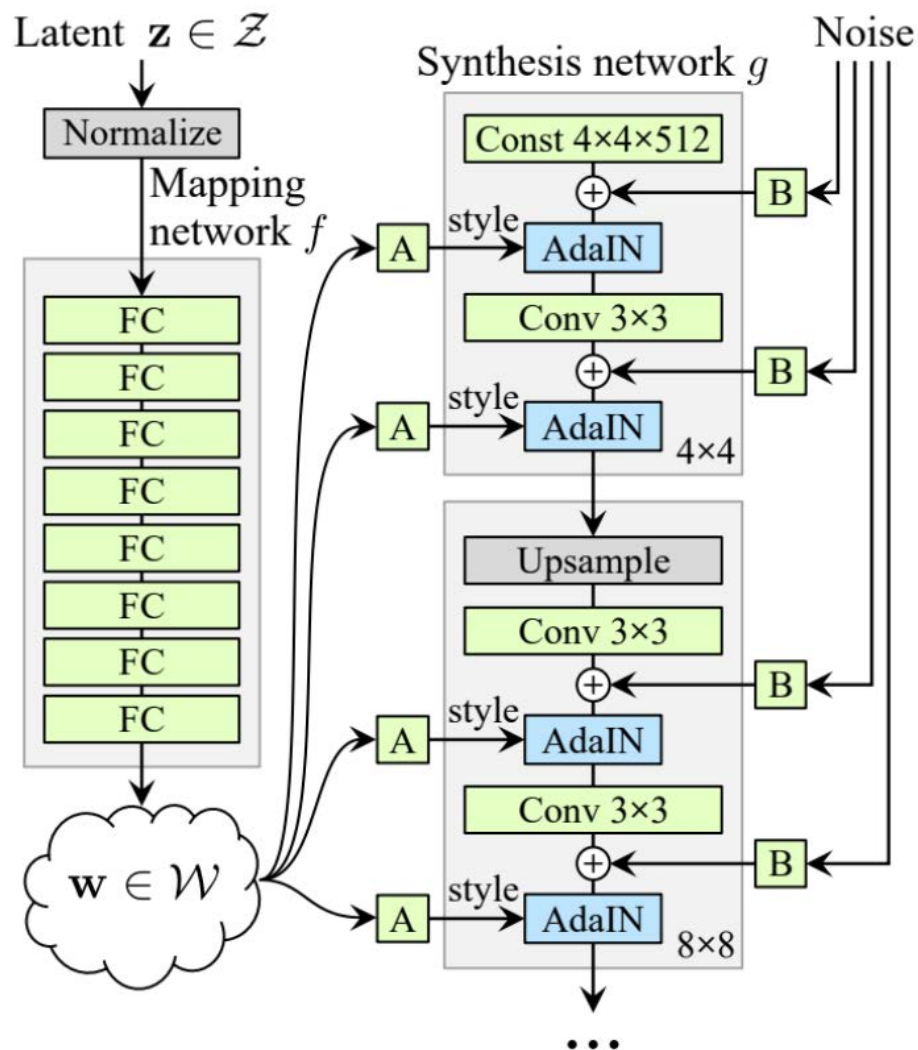 Latent z ∈ 𝒵
Normalize
Mapping
network f
FC
FC
FC
FC
FC
FC
FC
FC
w ∈ 𝒲
Synthesis network g
Noise
Const 4×4×512
B
A
style
AdaIN
Conv 3×3
B
A
style
AdaIN
4×4
Upsample
Conv 3×3
B
A
style
AdaIN
Conv 3×3
B
A
style
AdaIN
8×8
...